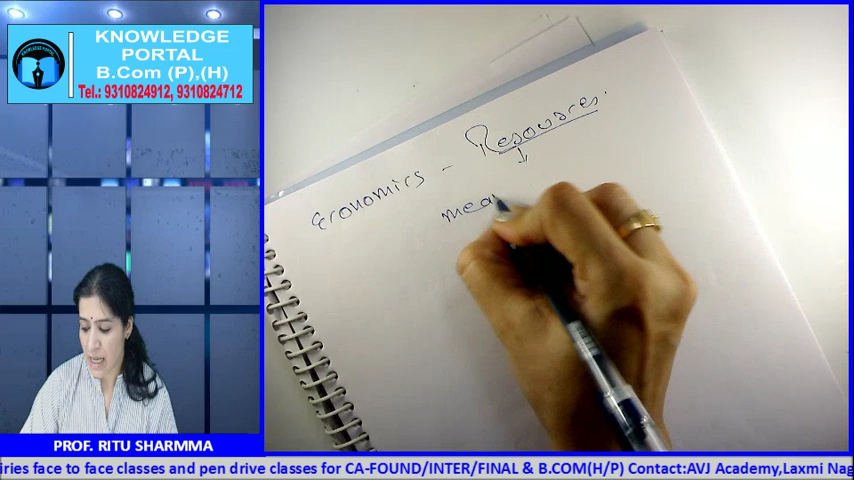 KNOWLEDGE
PORTAL
B.Com (P),(H)
Tel.: 9310824912, 9310824712
Economics - Resources.
mea
PROF. RITU SHARMMA
iries face to face classes and pen drive classes for CA-FOUND/INTER/FINAL & B.COM(H/P) Contact:AVJ Academy,Laxmi Nag